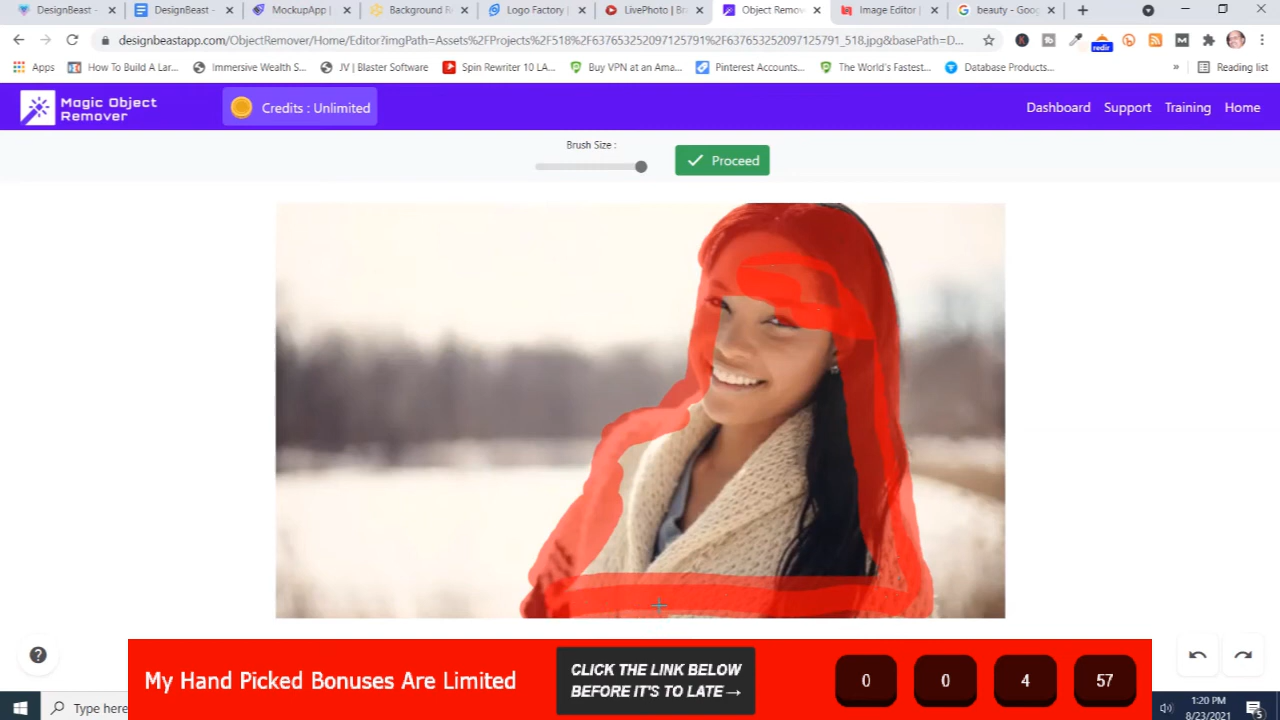 DesignBeast -
DesignBeast -
MockupApp |
Background R
Logo Factory |
LivePhoto | Br
Object Remov
Image Editor |
beauty - Goog
designbeastapp.com/ObjectRemover/Home/Editor?imgPath=Assets%2FProjects%2F518%2F637653252097125791%2F637653252097125791_518.jpg&basePath=D...
redir
Apps
How To Build A Lar...
Immersive Wealth S...
JV | Blaster Software
Spin Rewriter 10 LA...
Buy VPN at an Ama...
Pinterest Accounts...
The World's Fastest...
Database Products...
»
Reading list
Magic Object
Remover
Credits : Unlimited
Dashboard
Support
Training
Home
Brush Size :
Proceed
My Hand Picked Bonuses Are Limited
CLICK THE LINK BELOW
BEFORE IT'S TO LATE →
0
0
4
57
Type here
1:20 PM
8/23/2021
5